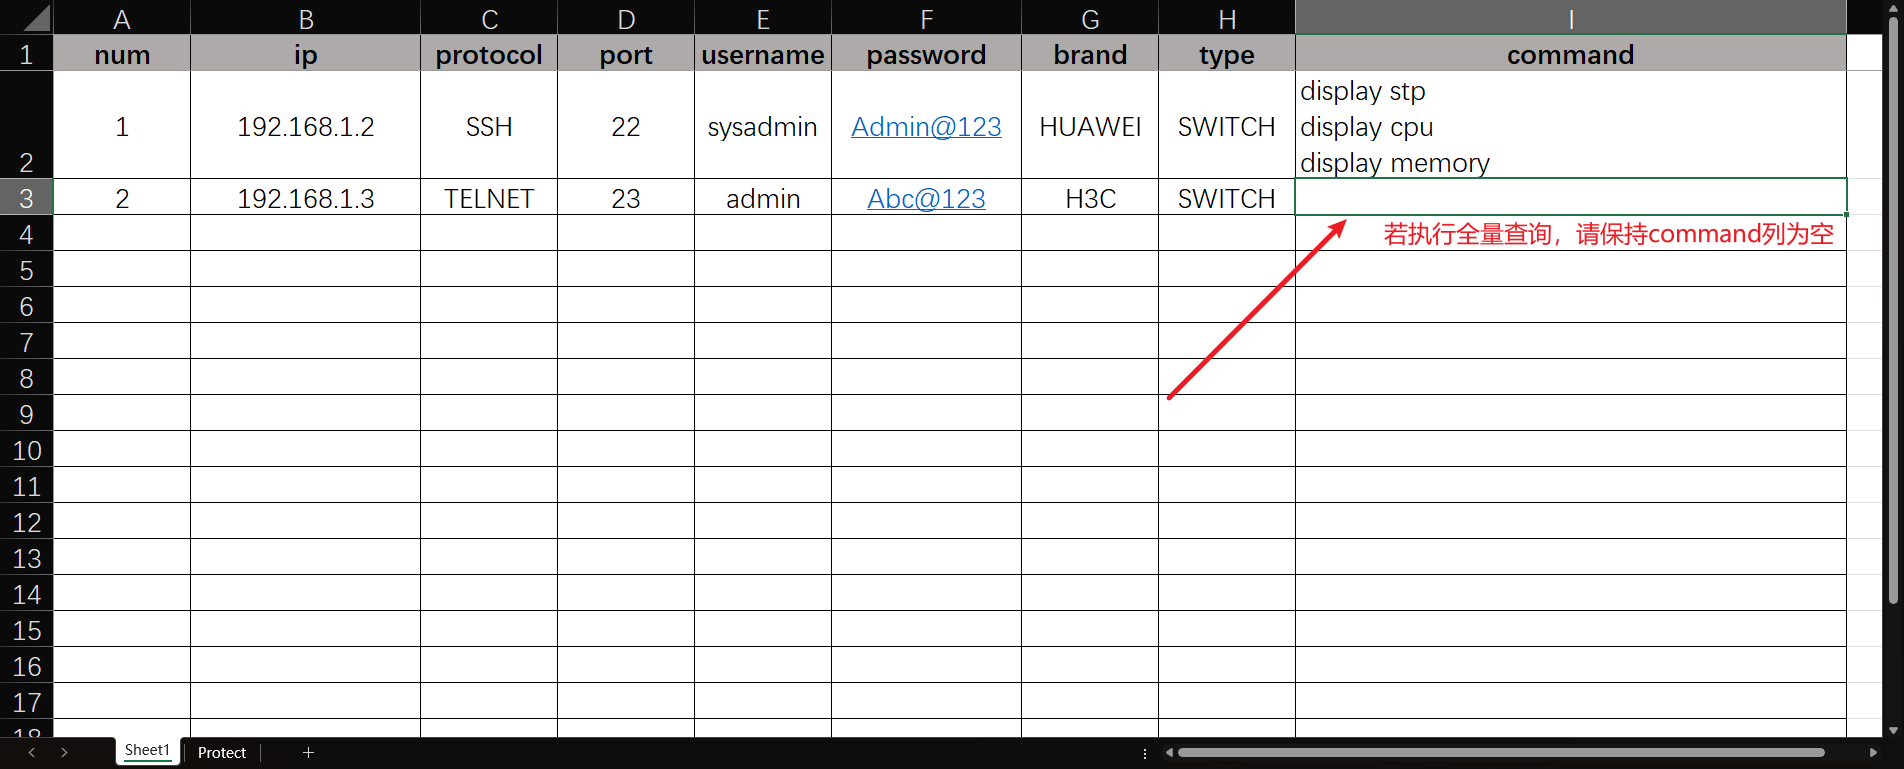 A B C D E F G H I
1 num ip protocol port username password brand type command
display stp
1 192.168.1.2 SSH 22 sysadmin Admin@123 HUAWEI SWITCH display cpu
2 display memory
3 2 192.168.1.3 TELNET 23 admin Abc@123 H3C SWITCH
4 若执行全量查询，请保持command列为空
5
6
7
8
9
10
11
12
13
14
15
16
17
18
Sheet1 Protect